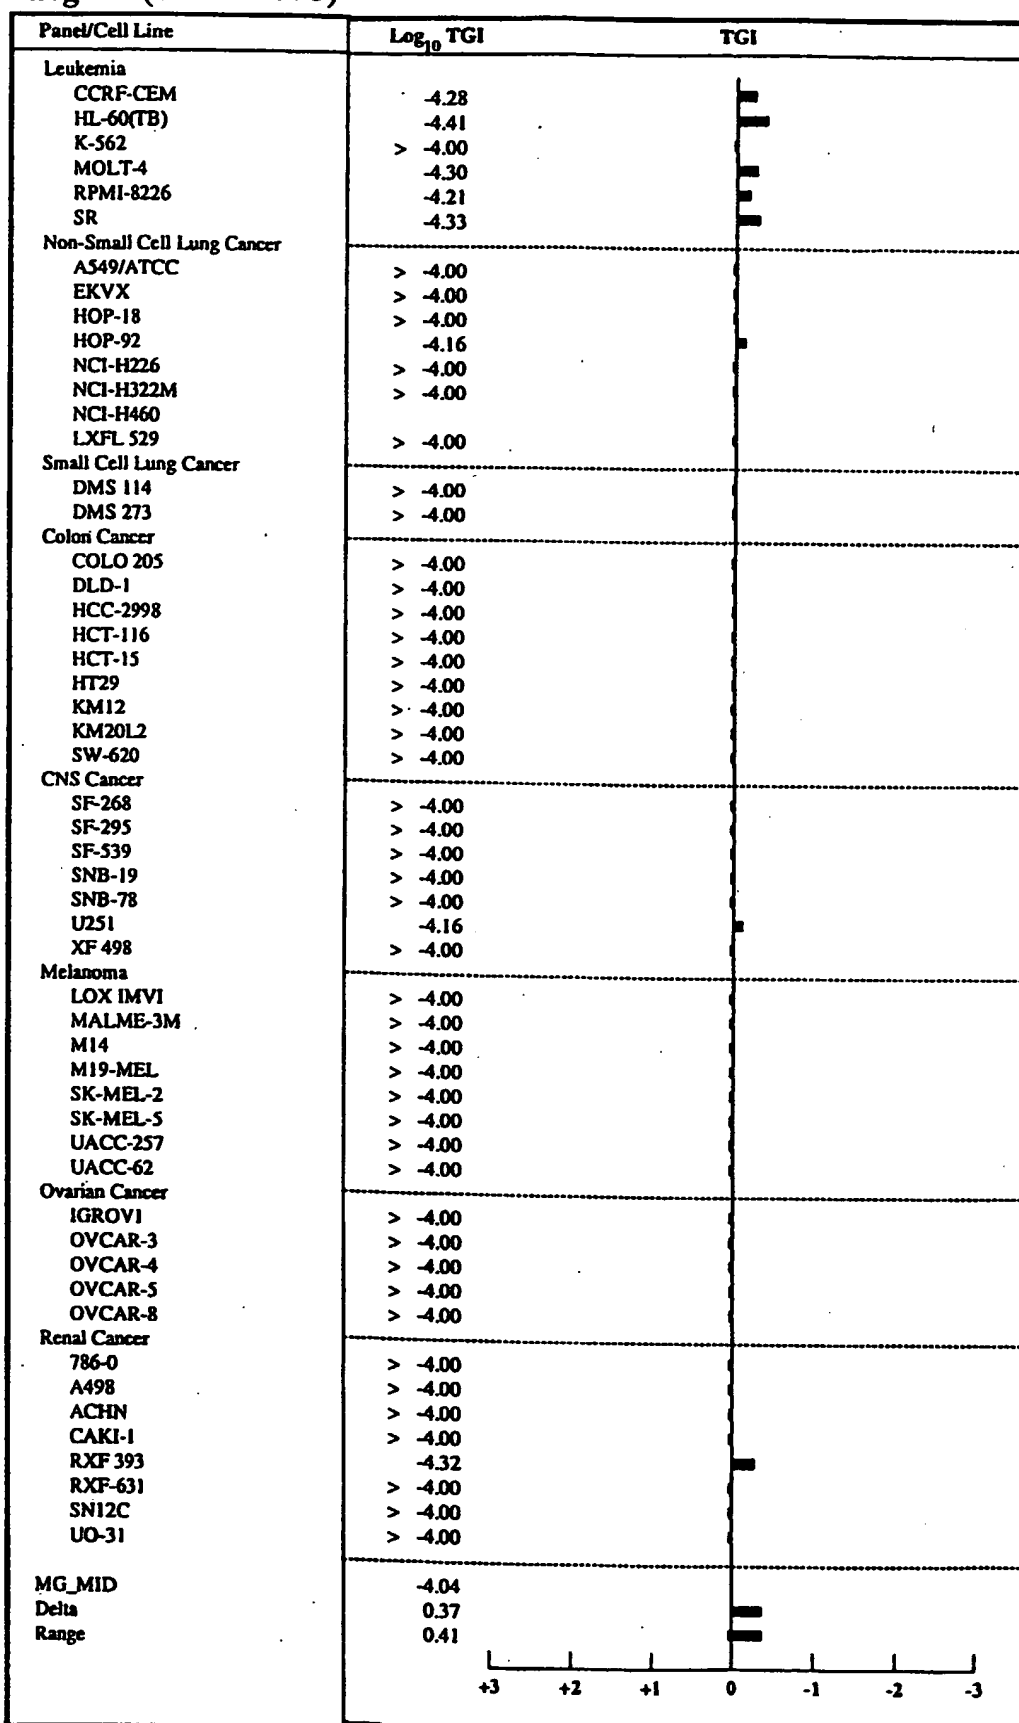 Panel/Cell Line Log10 TGI TGI
Leukemia
CCRF-CEM -4.28
HL-60(TB) -4.41
K-562 > -4.00
MOLT-4 -4.30
RPMI-8226 -4.21
SR -4.33
Non-Small Cell Lung Cancer
A549/ATCC > -4.00
EKVX > -4.00
HOP-18 > -4.00
HOP-92 -4.16
NCI-H226 > -4.00
NCI-H322M > -4.00
NCI-H460
LXFL 529 > -4.00
Small Cell Lung Cancer
DMS 114 > -4.00
DMS 273 > -4.00
Colon Cancer
COLO 205 > -4.00
DLD-1 > -4.00
HCC-2998 > -4.00
HCT-116 > -4.00
HCT-15 > -4.00
HT29 > -4.00
KM12 > -4.00
KM20L2 > -4.00
SW-620 > -4.00
CNS Cancer
SF-268 > -4.00
SF-295 > -4.00
SF-539 > -4.00
SNB-19 > -4.00
SNB-78 > -4.00
U251 -4.16
XF 498 > -4.00
Melanoma
LOX IMVI > -4.00
MALME-3M > -4.00
M14 > -4.00
M19-MEL > -4.00
SK-MEL-2 > -4.00
SK-MEL-5 > -4.00
UACC-257 > -4.00
UACC-62 > -4.00
Ovarian Cancer
IGROV1 > -4.00
OVCAR-3 > -4.00
OVCAR-4 > -4.00
OVCAR-5 > -4.00
OVCAR-8 > -4.00
Renal Cancer
786-0 > -4.00
A498 > -4.00
ACHN > -4.00
CAKI-1 > -4.00
RXF 393 -4.32
RXF-631 > -4.00
SN12C > -4.00
UO-31 > -4.00
MG_MID -4.04
Delta 0.37
Range 0.41
+3 +2 +1 0 -1 -2 -3